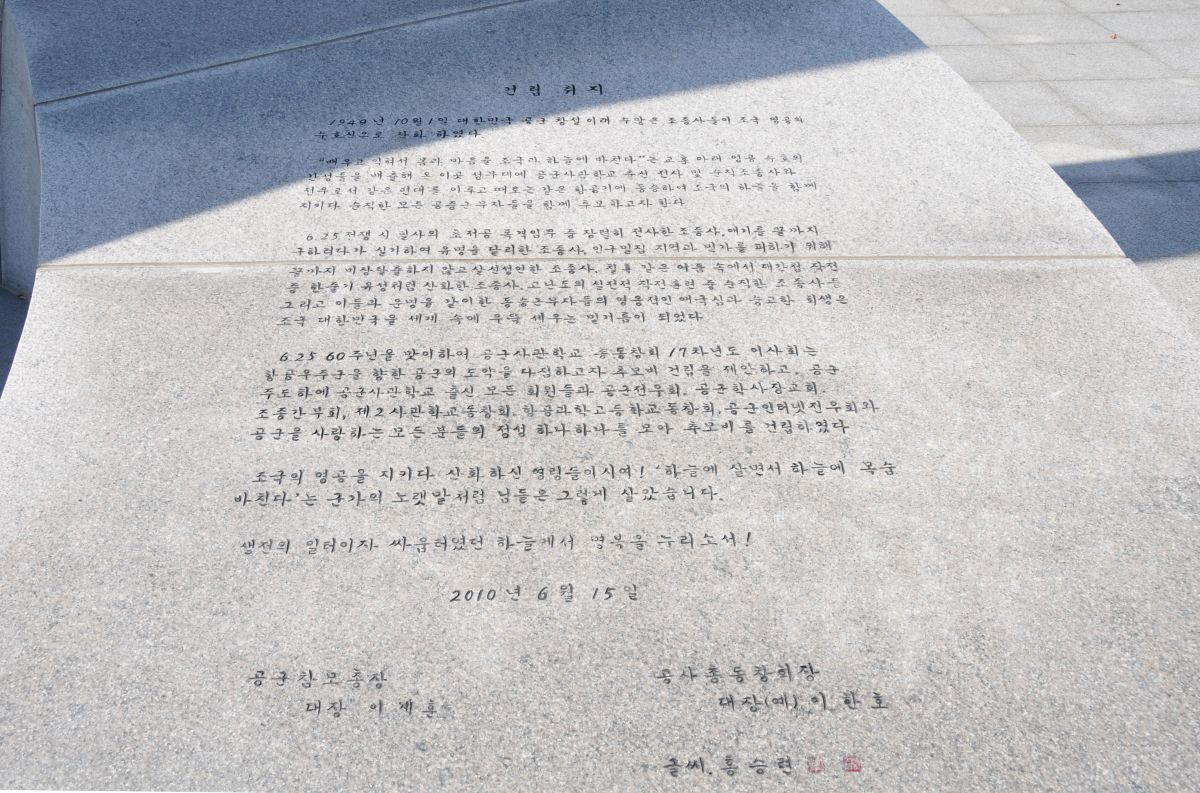 건립 취지
1949년 10월 1일 대한민국 공군 창설이래 수많은 조종사들이 조국 영공의
수호신으로 산화 하였다
"배우고 익혀서 몸과 마음을 조국과 하늘에 바친다"는 교훈 아래 영공 수호의
간성들을 배출해 온 이곳 성무대에 공군사관학교 출신 전사 및 순직조종사와
전우로서 같은 편대를 이루고 때로는 같은 항공기에 동승하여 조국의 하늘을 함께
지키다 순직한 모든 공중근무자들을 함께 추모하고자 한다
6.25전쟁 시 필사의 초저공 폭격임무 중 장렬히 전사한 조종사, 애기를 끝까지
구하려다가 실기하여 유명을 달리한 조종사, 인구밀집 지역과 민가를 피하기 위해
끝까지 비상탈출하지 않고 살신성인한 조종사, 칠흑 같은 어둠 속에서 대간첩 작전
중 한줄기 유성처럼 산화한 조종사, 고난도의 실전적 작전훈련 중 순직한 조종사들
그리고 이들과 운명을 같이한 동승근무자들의 영웅적인 애국심과 숭고한 희생은
조국 대한민국을 세계 속에 우뚝 세우는 밑거름이 되었다
6.25 60주년을 맞이하여 공군사관학교 총동창회 17차년도 이사회는
항공우주군을 향한 공군의 도약을 다짐하고자 추모비 건립을 제안하고, 공군
주도하에 공군사관학교 출신 모든 회원들과 공군전우회, 공군학사장교회,
조종간부회, 제2사관학교동창회, 항공과학고등학교동창회, 공군인터넷전우회와
공군을 사랑하는 모든 분들의 정성 하나하나를 모아 추모비를 건립하였다
조국의 영공을 지키다 산화하신 영령들이시여! '하늘에 살면서 하늘에 목숨
바친다'는 군가의 노랫말처럼 님들은 그렇게 살았습니다.
생전의 일터이자 싸움터였던 하늘에서 명복을 누리소서!
2010년 6월 15일
공군참모총장
대장 이계훈
공사총동창회장
대장(예) 이한호
글씨. 홍승련